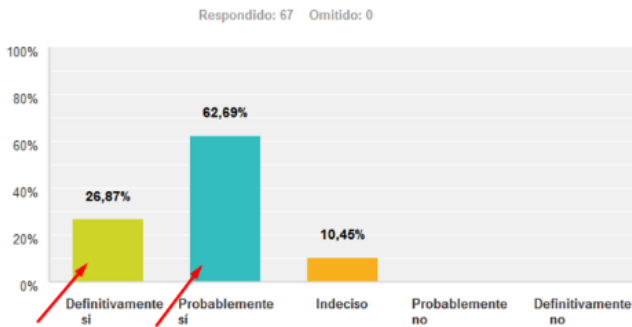 Respondido: 67 Omitido: 0
100%
80%
60%
40%
20%
0%
26,87%
62,69%
10,45%
Definitivamente
si
Probablemente
sí
Indeciso
Probablemente
no
Definitivamente
no